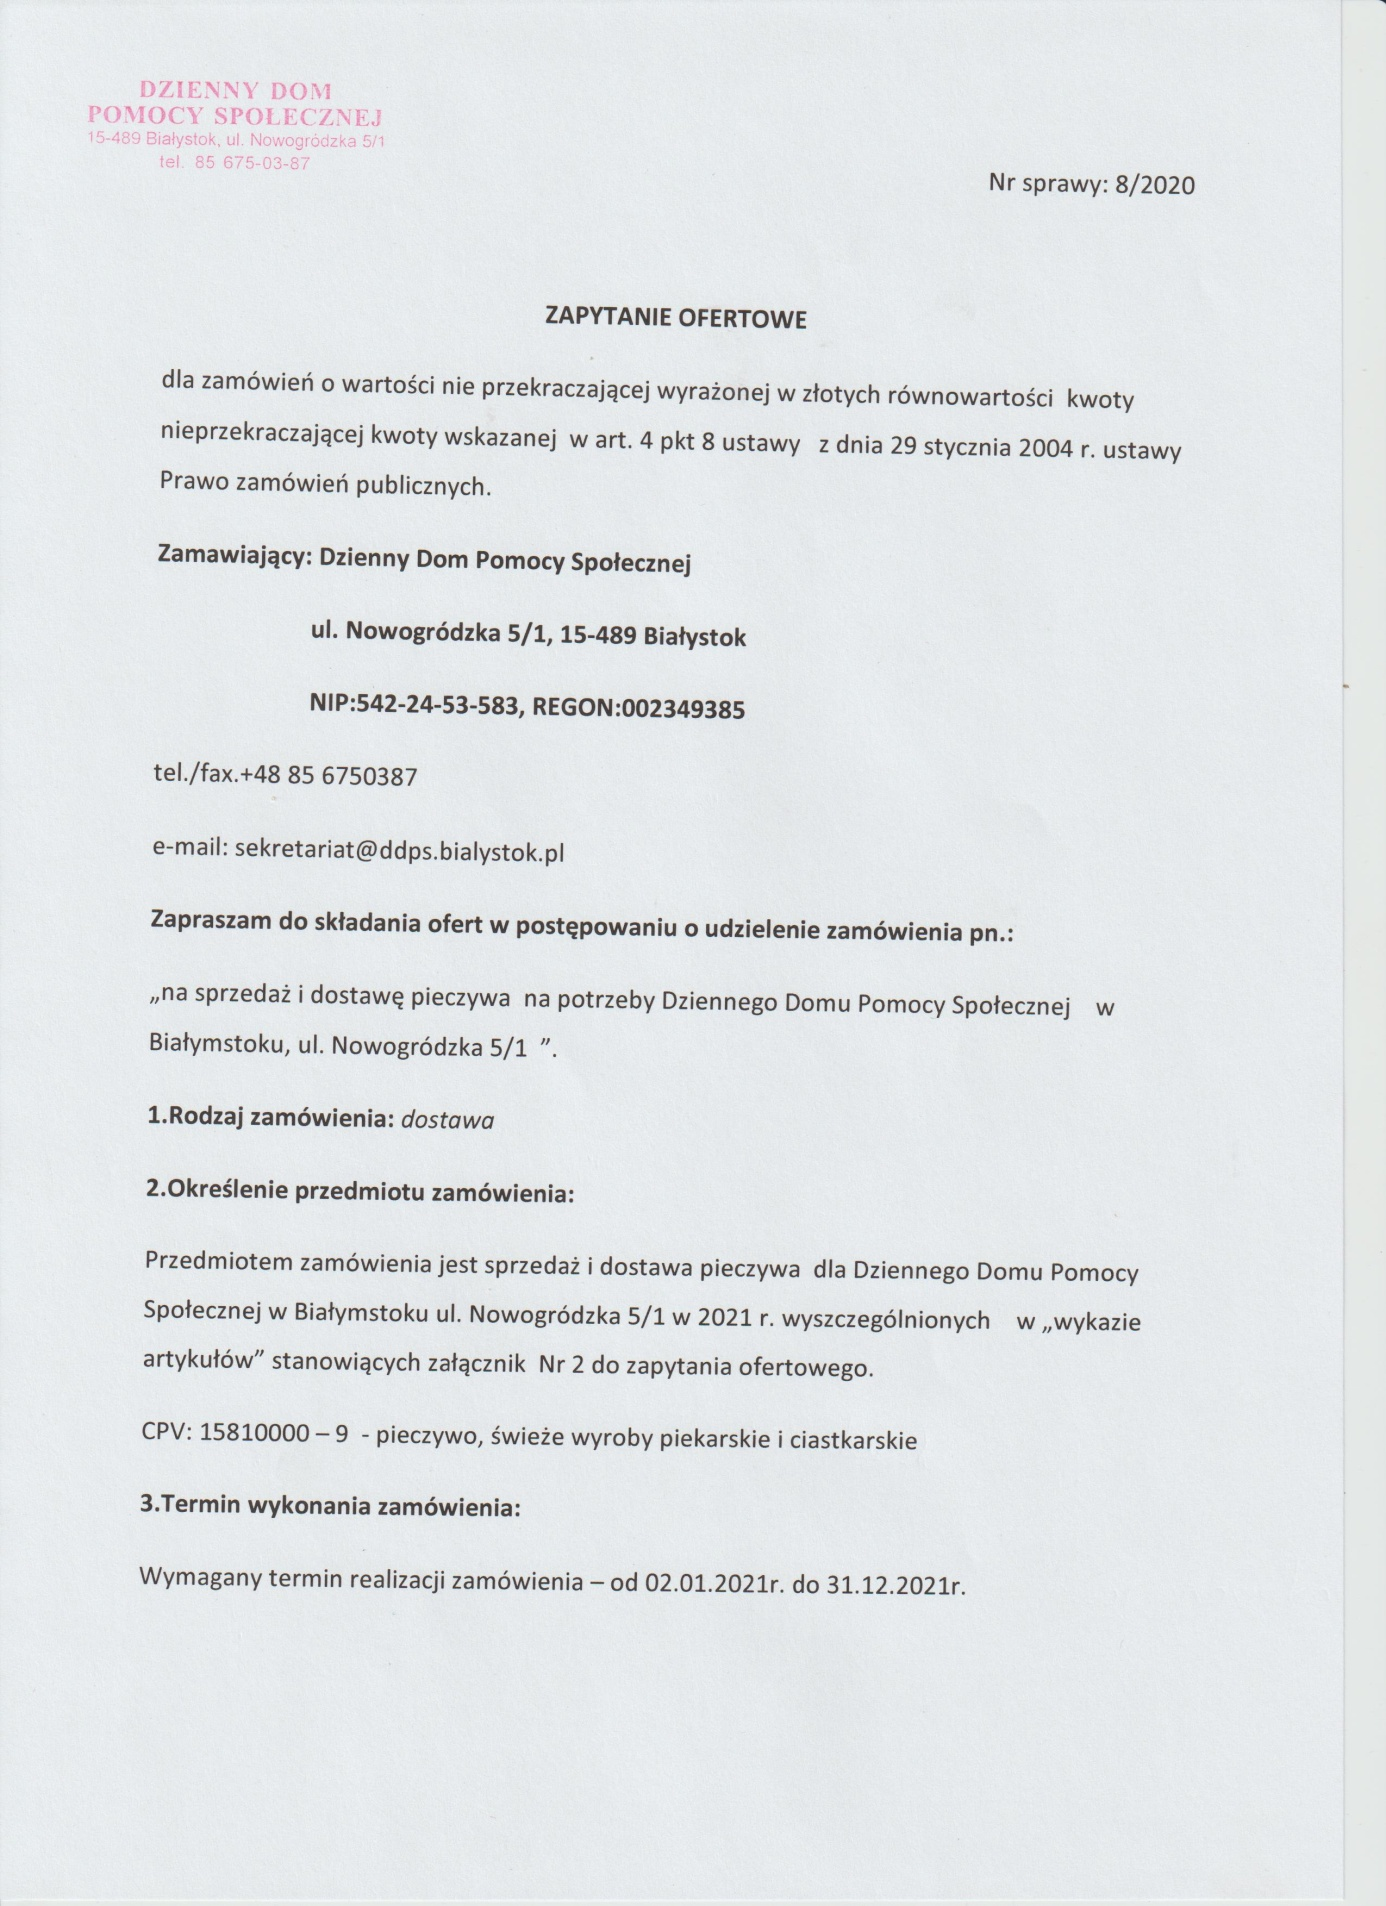 DZIENNY DOM
POMOCY SPOŁECZNEJ
15-489 Białystok, ul. Nowogródzka 5/1
tel. 85 675-03-87
Nr sprawy: 8/2020
ZAPYTANIE OFERTOWE
dla zamówień o wartości nie przekraczającej wyrażonej w złotych równowartości kwoty
nieprzekraczającej kwoty wskazanej w art. 4 pkt 8 ustawy z dnia 29 stycznia 2004 r. ustawy
Prawo zamówień publicznych.
Zamawiający: Dzienny Dom Pomocy Społecznej
ul. Nowogródzka 5/1, 15-489 Białystok
NIP:542-24-53-583, REGON:002349385
tel./fax.+48 85 6750387
e-mail: sekretariat@ddps.bialystok.pl
Zapraszam do składania ofert w postępowaniu o udzielenie zamówienia pn.:
„na sprzedaż i dostawę pieczywa na potrzeby Dziennego Domu Pomocy Społecznej w
Białymstoku, ul. Nowogródzka 5/1 ”.
1.Rodzaj zamówienia: dostawa
2.Określenie przedmiotu zamówienia:
Przedmiotem zamówienia jest sprzedaż i dostawa pieczywa dla Dziennego Domu Pomocy
Społecznej w Białymstoku ul. Nowogródzka 5/1 w 2021 r. wyszczególnionych w „wykazie
artykułów” stanowiących załącznik Nr 2 do zapytania ofertowego.
CPV: 15810000 – 9 - pieczywo, świeże wyroby piekarskie i ciastkarskie
3.Termin wykonania zamówienia:
Wymagany termin realizacji zamówienia – od 02.01.2021r. do 31.12.2021r.